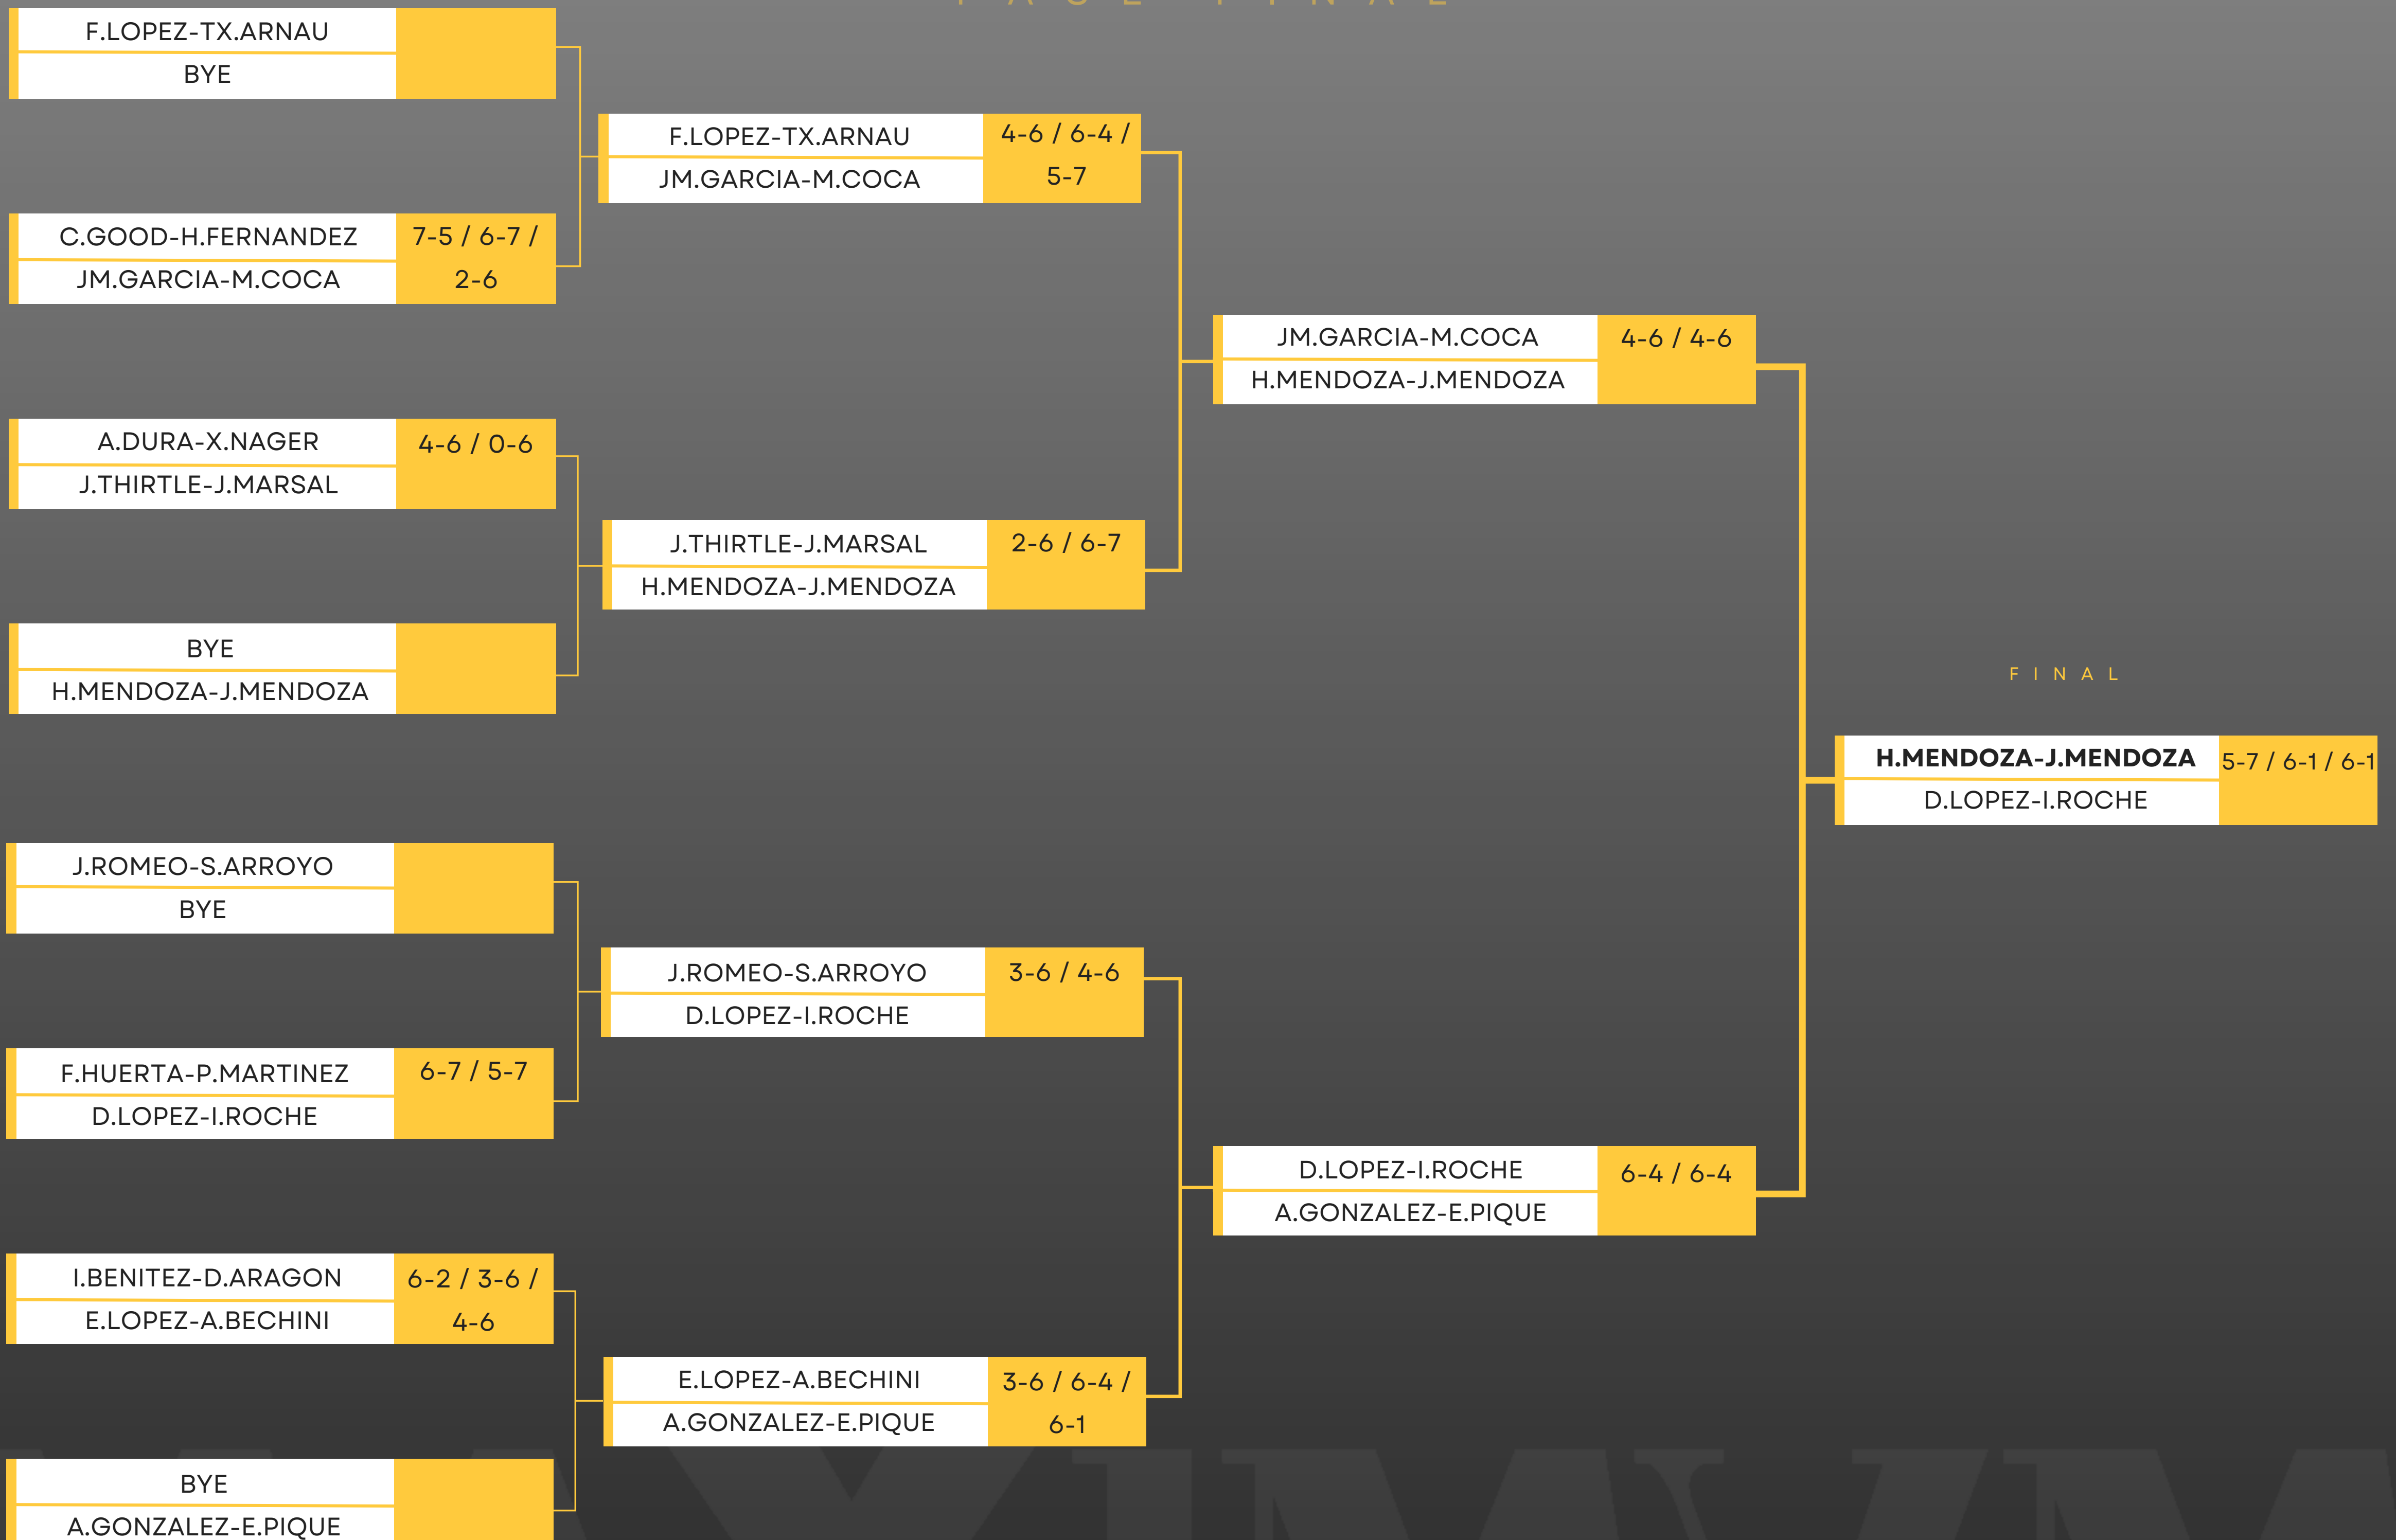 F.LOPEZ-TX.ARNAU
BYE
C.GOOD-H.FERNANDEZ
7-5 / 6-7 /
JM.GARCIA-M.COCA
2-6
A.DURA-X.NAGER
4-6 / 0-6
J.THIRTLE-J.MARSAL
BYE
H.MENDOZA-J.MENDOZA
J.ROMEO-S.ARROYO
BYE
F.HUERTA-P.MARTINEZ
6-7 / 5-7
D.LOPEZ-I.ROCHE
I.BENITEZ-D.ARAGON
6-2 / 3-6 /
E.LOPEZ-A.BECHINI
4-6
BYE
A.GONZALEZ-E.PIQUE
F.LOPEZ-TX.ARNAU
4-6 / 6-4 /
JM.GARCIA-M.COCA
5-7
J.THIRTLE-J.MARSAL
2-6 / 6-7
H.MENDOZA-J.MENDOZA
J.ROMEO-S.ARROYO
3-6 / 4-6
D.LOPEZ-I.ROCHE
E.LOPEZ-A.BECHINI
3-6 / 6-4 /
A.GONZALEZ-E.PIQUE
6-1
JM.GARCIA-M.COCA
4-6 / 4-6
H.MENDOZA-J.MENDOZA
D.LOPEZ-I.ROCHE
6-4 / 6-4
A.GONZALEZ-E.PIQUE
FINAL
H.MENDOZA-J.MENDOZA
5-7 / 6-1 / 6-1
D.LOPEZ-I.ROCHE